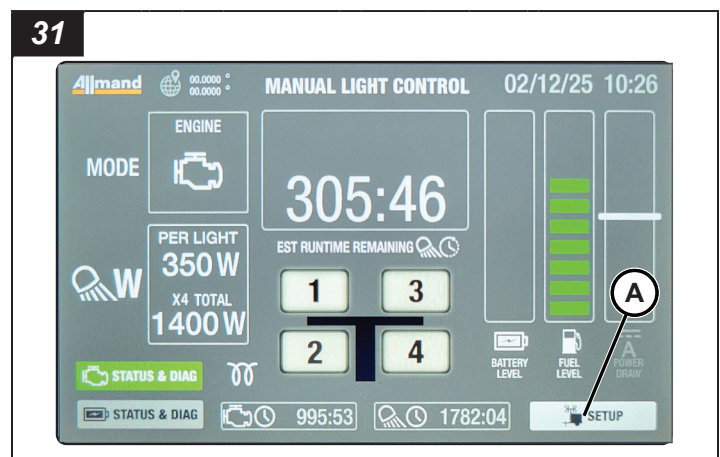 31
Allmand 00.0000 ° MANUAL LIGHT CONTROL 02/12/25 10:26
00.0000 °
ENGINE
MODE
305:46
PER LIGHT
350 W
EST RUNTIME REMAINING
W
X4 TOTAL
1400 W
1 3
2 4
A
BATTERY LEVEL
FUEL LEVEL
A
POWER DRAW
STATUS & DIAG
STATUS & DIAG 995:53 1782:04 SETUP